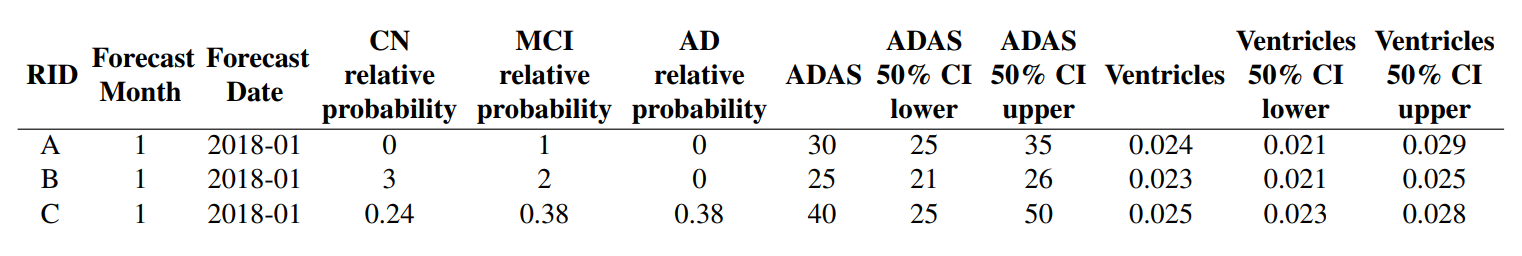 RID Forecast Month Forecast Date CN relative probability MCI relative probability AD relative probability ADAS ADAS 50% CI lower ADAS 50% CI upper Ventricles Ventricles 50% CI lower Ventricles 50% CI upper
A 1 2018-01 0 1 0 30 25 35 0.024 0.021 0.029
B 1 2018-01 3 2 0 25 21 26 0.023 0.021 0.025
C 1 2018-01 0.24 0.38 0.38 40 25 50 0.025 0.023 0.028